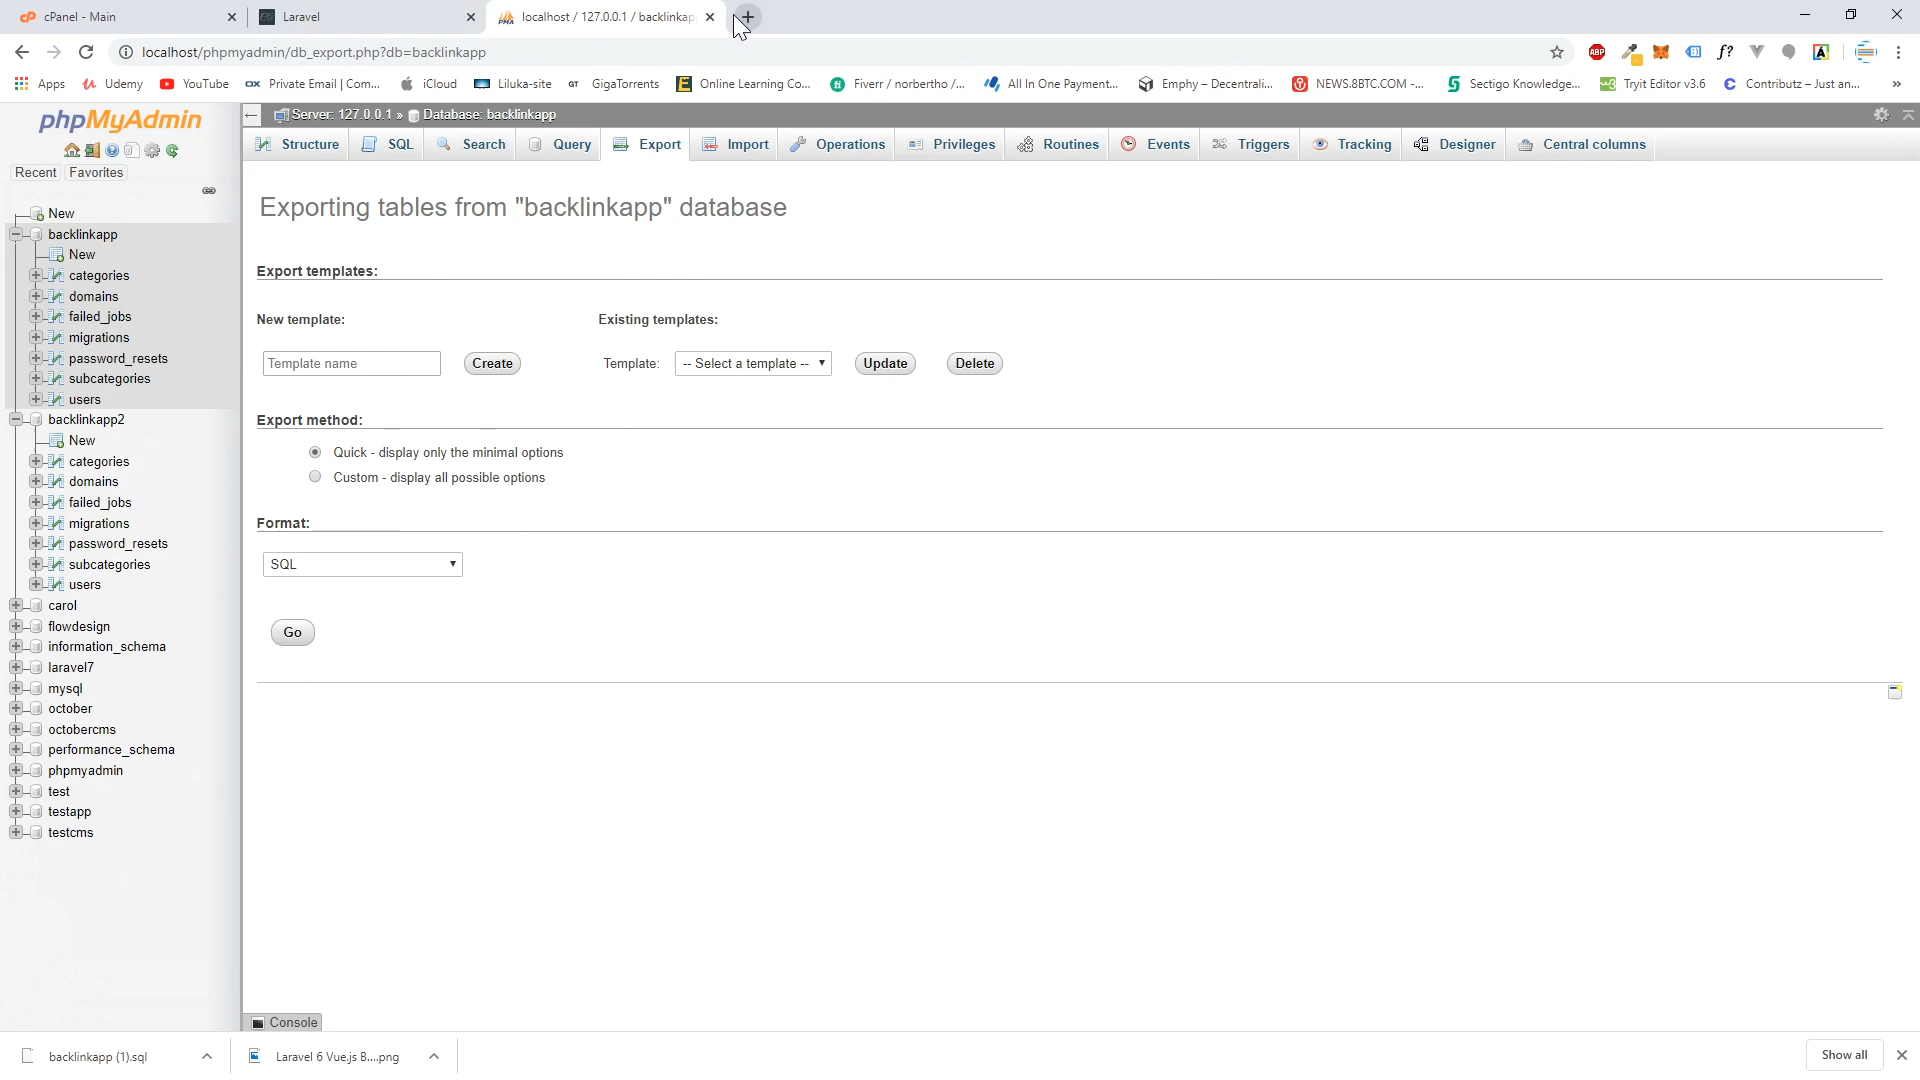 cPanel - Main
Laravel
localhost / 127.0.0.1 / backlinkap
localhost/phpmyadmin/db_export.php?db=backlinkapp
Apps
Udemy
YouTube
Private Email | Com...
iCloud
Liluka-site
GT
GigaTorrents
Online Learning Co...
Fiverr / norbertho /...
All In One Payment...
Emphy – Decentrali...
NEWS.8BTC.COM -...
Sectigo Knowledge...
Tryit Editor v3.6
Contributz – Just an...
»
phpMyAdmin
Recent
Favorites
New
backlinkapp
New
categories
domains
failed_jobs
migrations
password_resets
subcategories
users
backlinkapp2
New
categories
domains
failed_jobs
migrations
password_resets
subcategories
users
carol
flowdesign
information_schema
laravel7
mysql
october
octobercms
performance_schema
phpmyadmin
test
testapp
testcms
Server: 127.0.0.1 » Database: backlinkapp
Structure
SQL
Search
Query
Export
Import
Operations
Privileges
Routines
Events
Triggers
Tracking
Designer
Central columns
Exporting tables from "backlinkapp" database
Export templates:
New template:
Existing templates:
Template name
Create
Template:
-- Select a template --
Update
Delete
Export method:
Quick - display only the minimal options
Custom - display all possible options
Format:
SQL
Go
Console
backlinkapp (1).sql
Laravel 6 Vue.js B....png
Show all